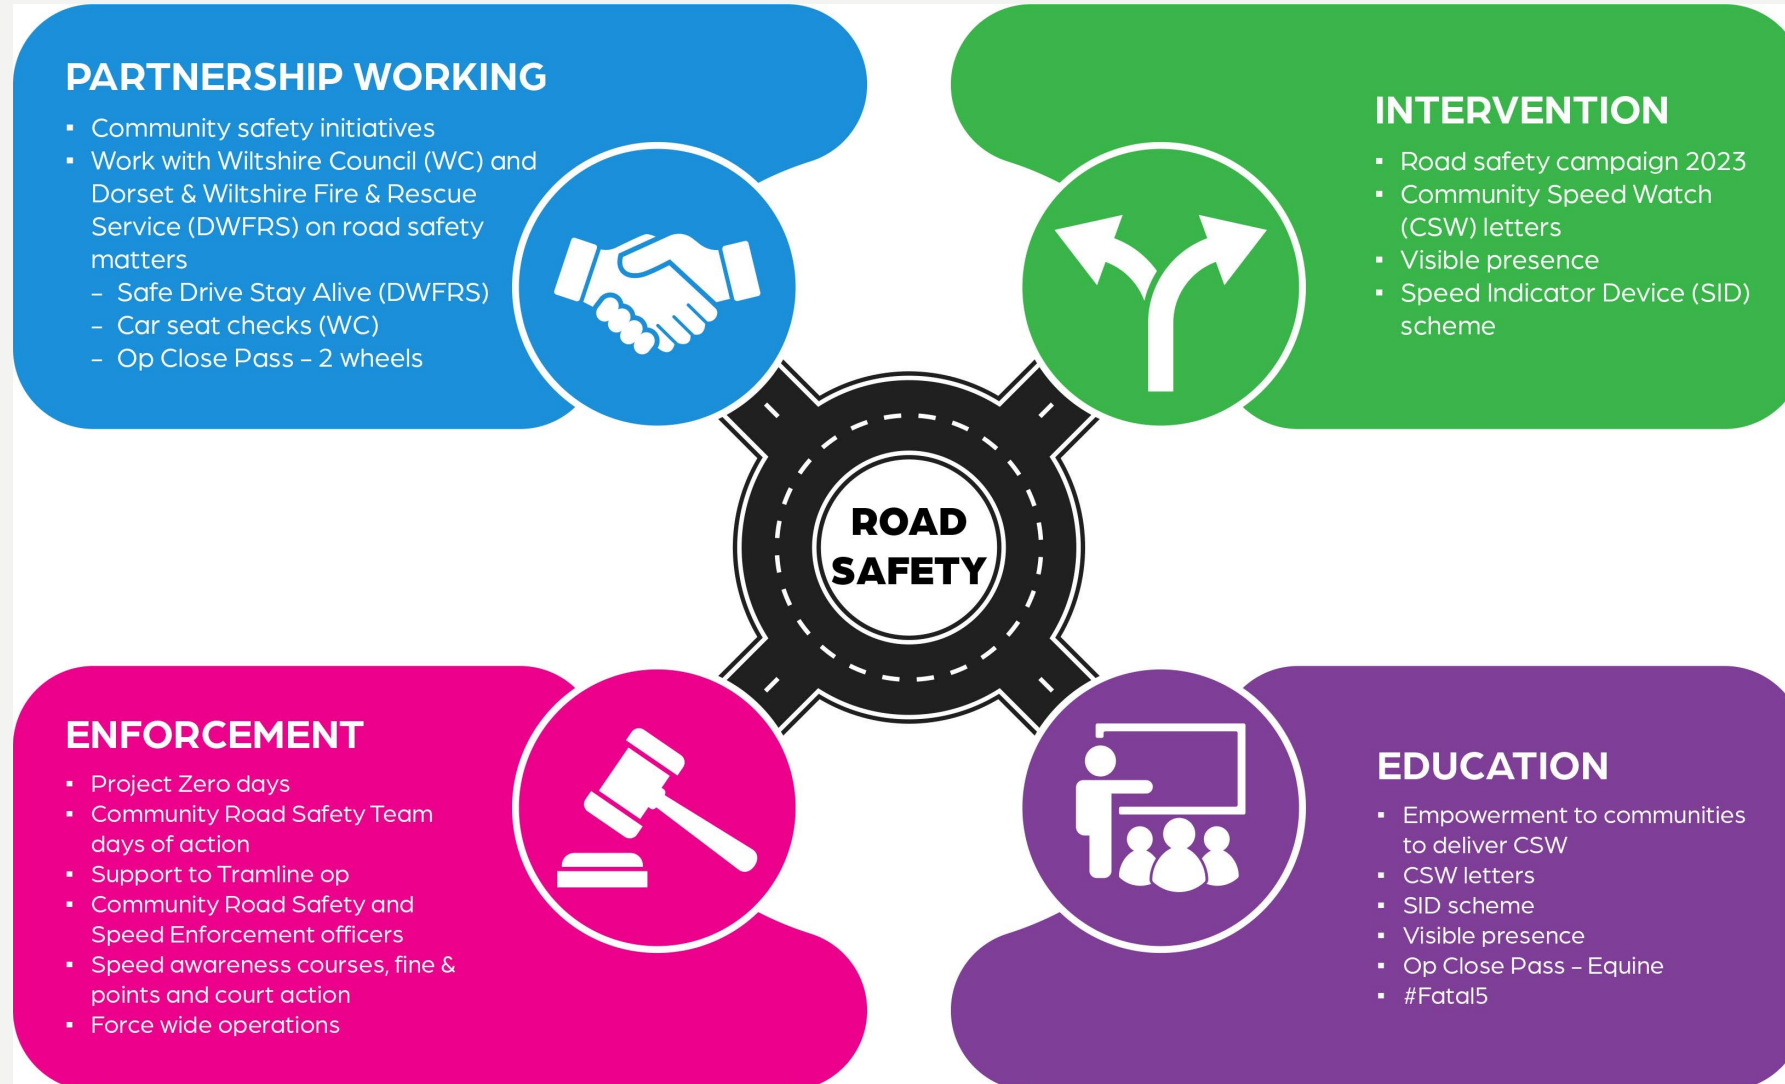 PARTNERSHIP WORKING
▪ Community safety initiatives
▪ Work with Wiltshire Council (WC) and
Dorset & Wiltshire Fire & Rescue
Service (DWFRS) on road safety
matters
– Safe Drive Stay Alive (DWFRS)
– Car seat checks (WC)
– Op Close Pass – 2 wheels
INTERVENTION
▪ Road safety campaign 2023
▪ Community Speed Watch
(CSW) letters
▪ Visible presence
▪ Speed Indicator Device (SID)
scheme
ROAD
SAFETY
ENFORCEMENT
▪ Project Zero days
▪ Community Road Safety Team
days of action
▪ Support to Tramline op
▪ Community Road Safety and
Speed Enforcement officers
▪ Speed awareness courses, fine &
points and court action
▪ Force wide operations
EDUCATION
▪ Empowerment to communities
to deliver CSW
▪ CSW letters
▪ SID scheme
▪ Visible presence
▪ Op Close Pass – Equine
▪ #Fatal5